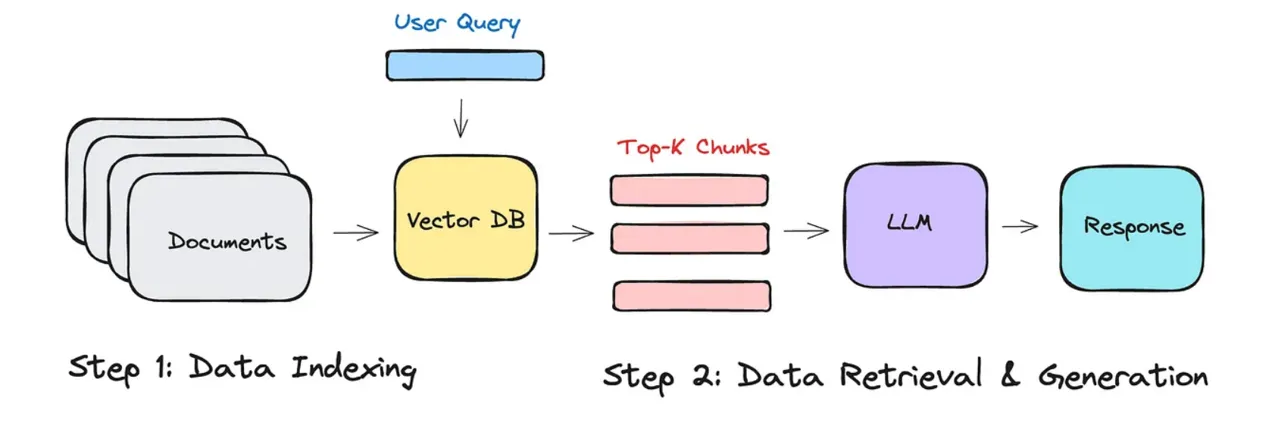 User Query
Top-K Chunks
Documents
Vector DB
LLM
Response
Step 1: Data Indexing
Step 2: Data Retrieval & Generation